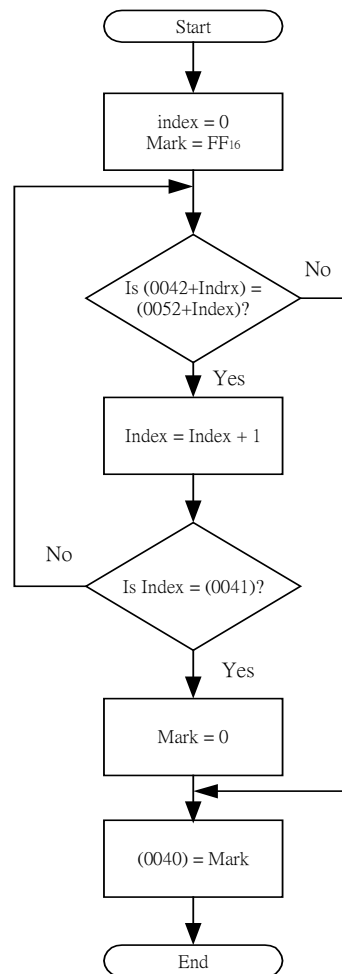 Start
index = 0
Mark = FF₁₆
Is (0042+Indrx) =
(0052+Index)?
No
Yes
Index = Index + 1
No
Is Index = (0041)?
Yes
Mark = 0
(0040) = Mark
End